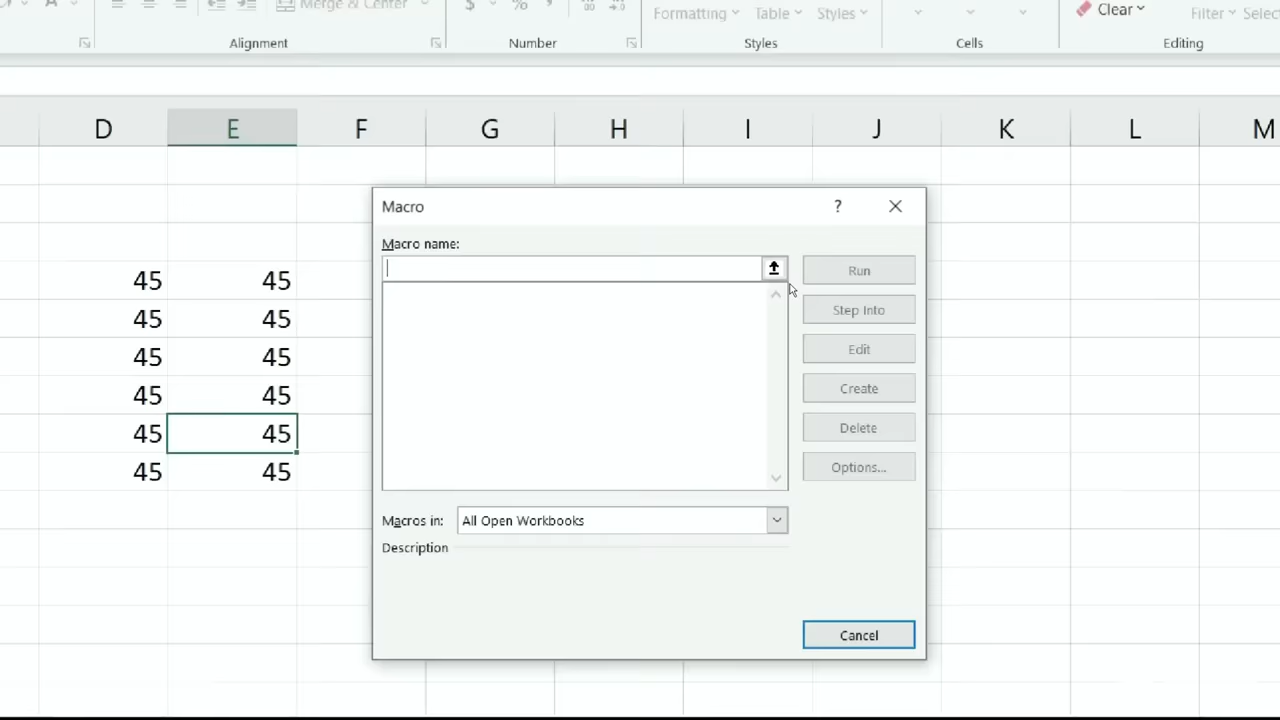 Merge & Center
$ % ,
Formatting Table Styles
Clear
Filter Selec
Alignment Number Styles Cells Editing
D E F G H I J K L M
Macro ?
Macro name:
Run
45 45
Step Into
45 45
Edit
45 45
Create
45 45
Delete
45 45
Options...
45 45
Macros in: All Open Workbooks
Description
Cancel